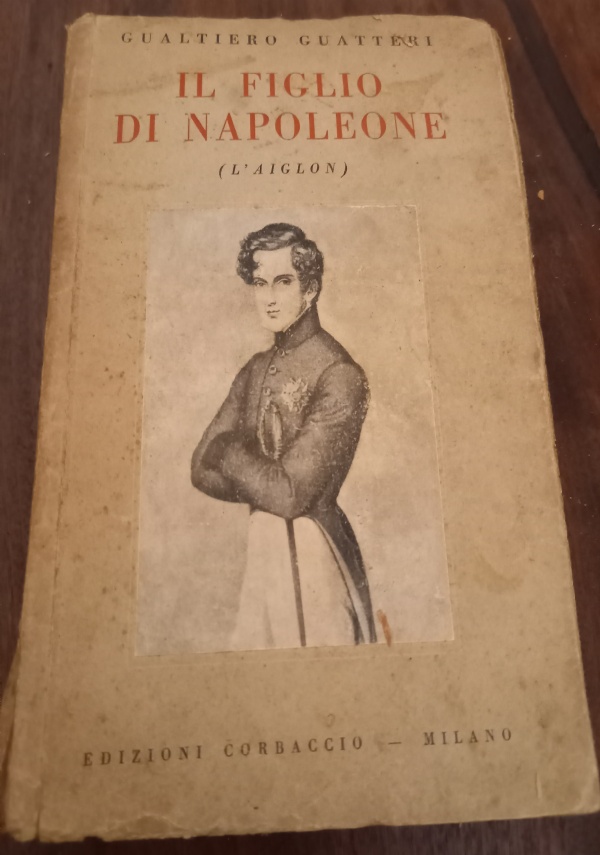 GUALTIERO GUATTERI
IL FIGLIO
DI NAPOLEONE
(L'AIGLON)
EDIZIONI CORBACCIO — MILANO